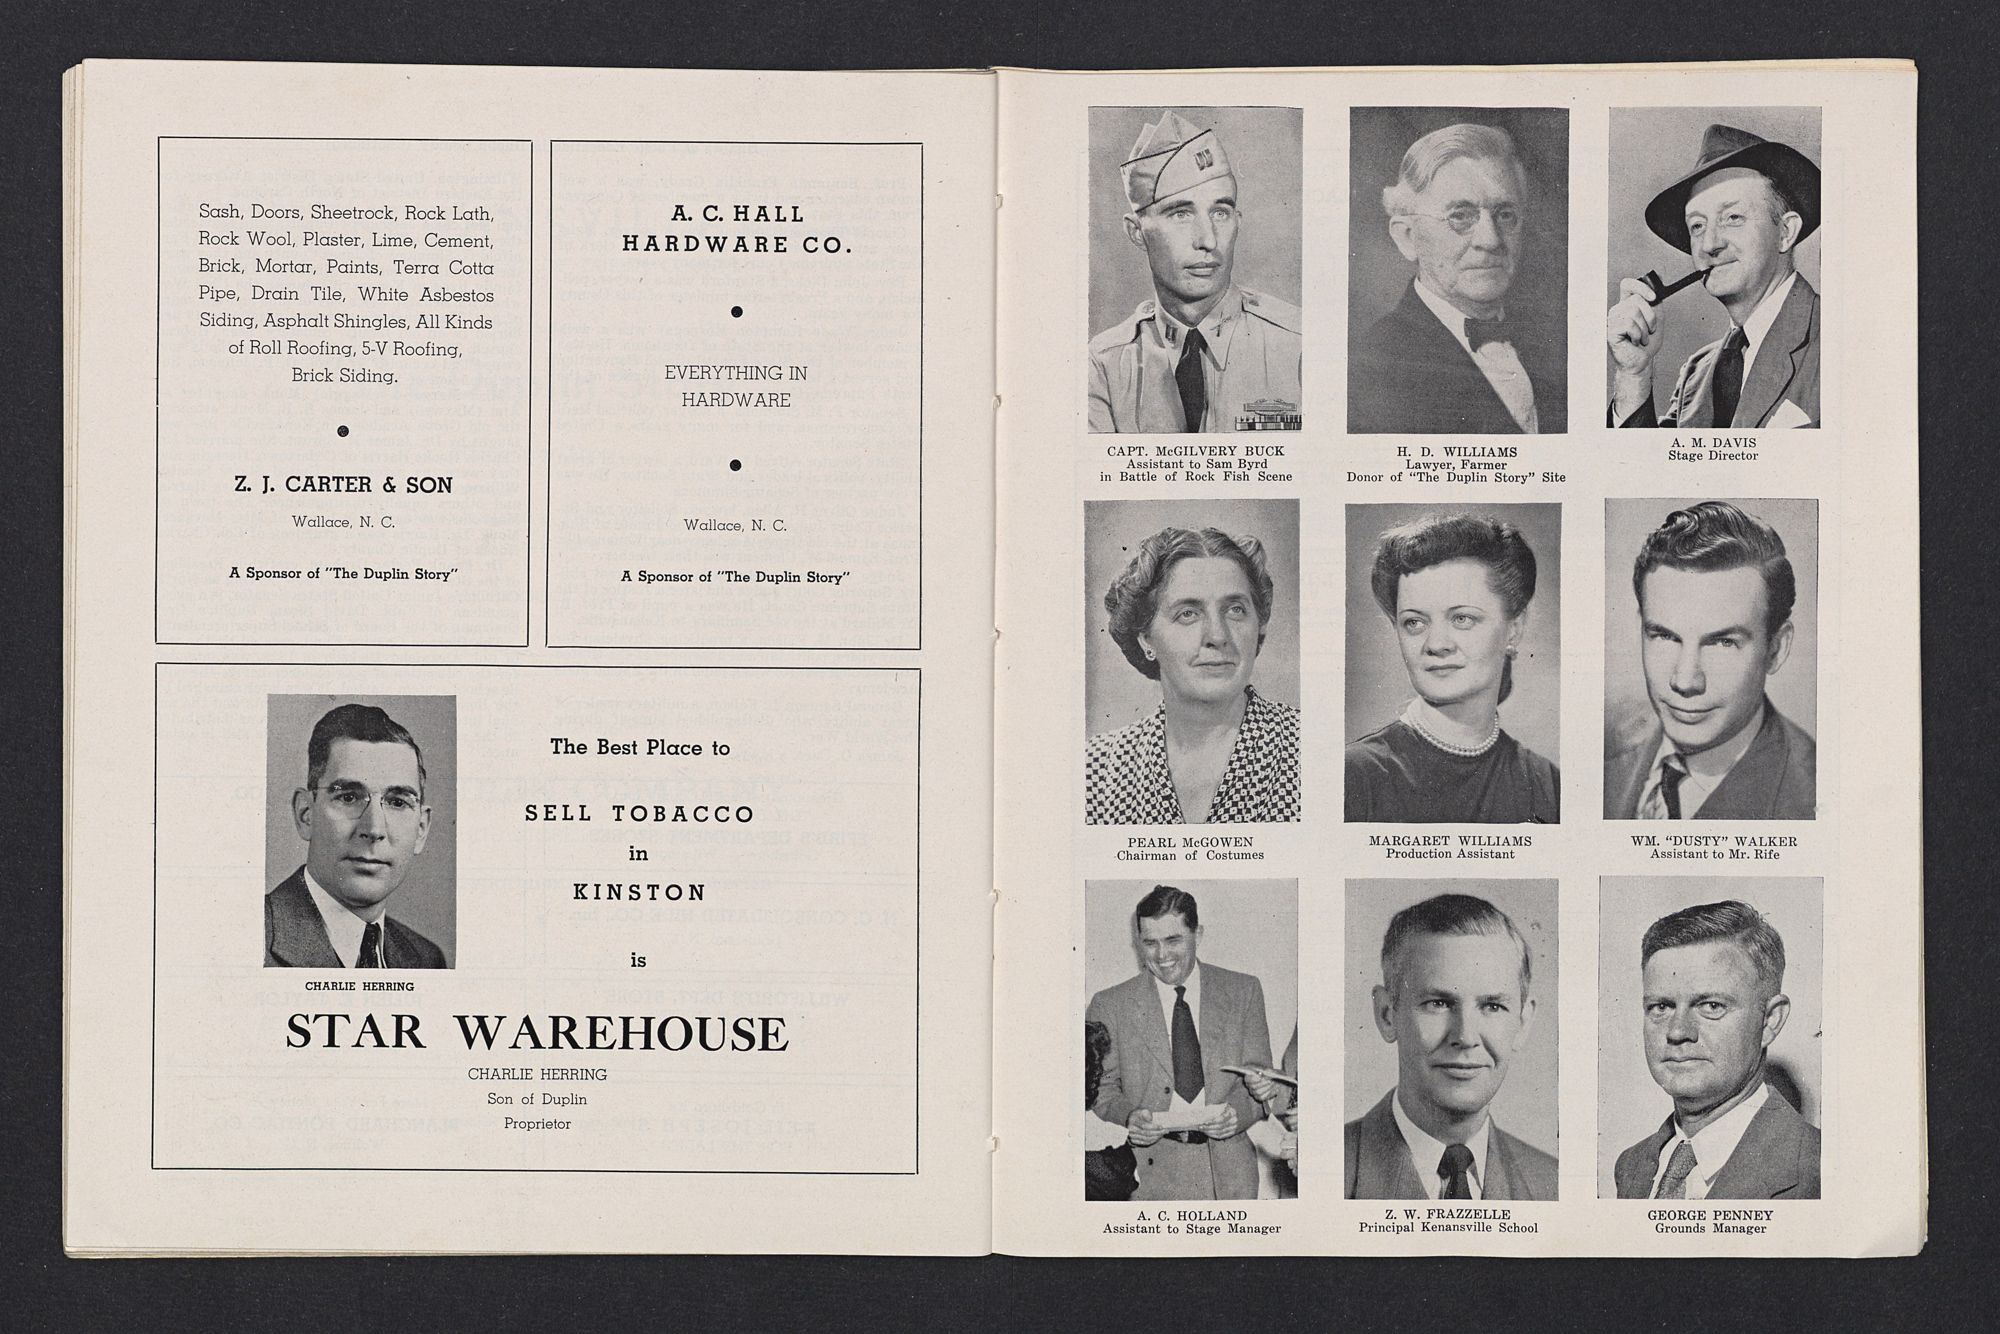 Sash, Doors, Sheetrock, Rock Lath,
Rock Wool, Plaster, Lime, Cement,
Brick, Mortar, Paints, Terra Cotta
Pipe, Drain Tile, White Asbestos
Siding, Asphalt Shingles, All Kinds
of Roll Roofing, 5-V Roofing,
Brick Siding.
Z. J. CARTER & SON
Wallace, N. C.
A Sponsor of "The Duplin Story"
A. C. HALL
HARDWARE CO.
EVERYTHING IN
HARDWARE
Wallace, N. C.
A Sponsor of "The Duplin Story"
The Best Place to
SELL TOBACCO
in
KINSTON
is
CHARLIE HERRING
STAR WAREHOUSE
CHARLIE HERRING
Son of Duplin
Proprietor
CAPT. McGILVERY BUCK
Assistant to Sam Byrd
in Battle of Rock Fish Scene
H. D. WILLIAMS
Lawyer, Farmer
Donor of "The Duplin Story" Site
A. M. DAVIS
Stage Director
PEARL McGOWEN
Chairman of Costumes
MARGARET WILLIAMS
Production Assistant
WM. "DUSTY" WALKER
Assistant to Mr. Rife
A. C. HOLLAND
Assistant to Stage Manager
Z. W. FRAZZELLE
Principal Kenansville School
GEORGE PENNEY
Grounds Manager